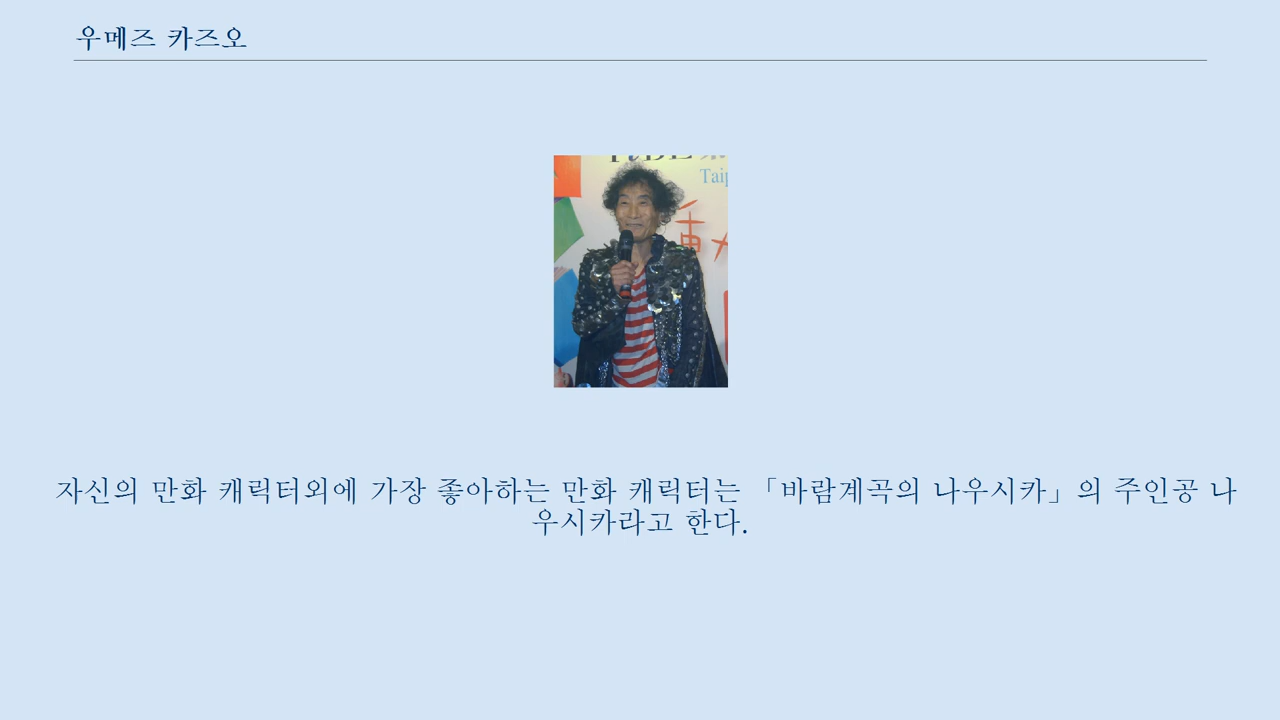 우메즈 카즈오
Taip
重
자신의 만화 캐릭터외에 가장 좋아하는 만화 캐릭터는 「바람계곡의 나우시카」의 주인공 나
우시카라고 한다.